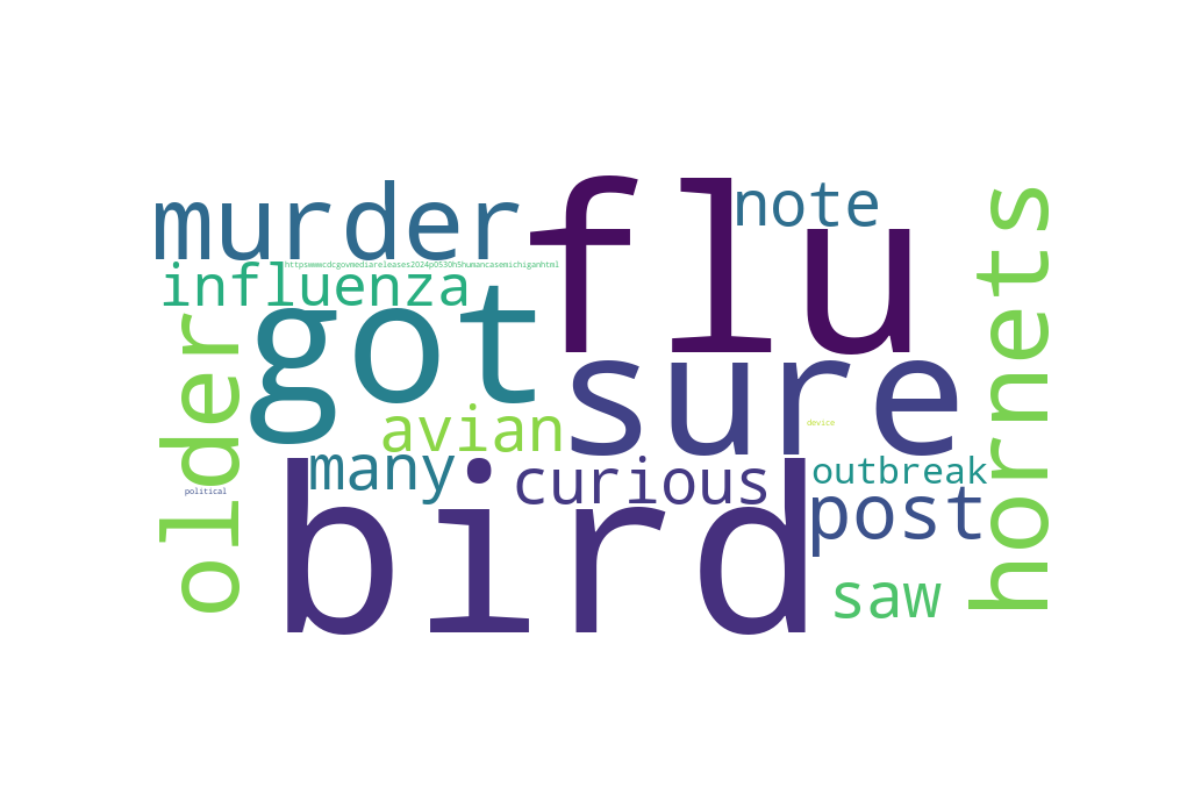 murder
flu
note
hornets
httpswwwcdcgovmediareleases2024p0530h5humancasemichiganhtml
influenza
got
older
sure
avian
device
many
curious
outbreak
political
bird
post
saw